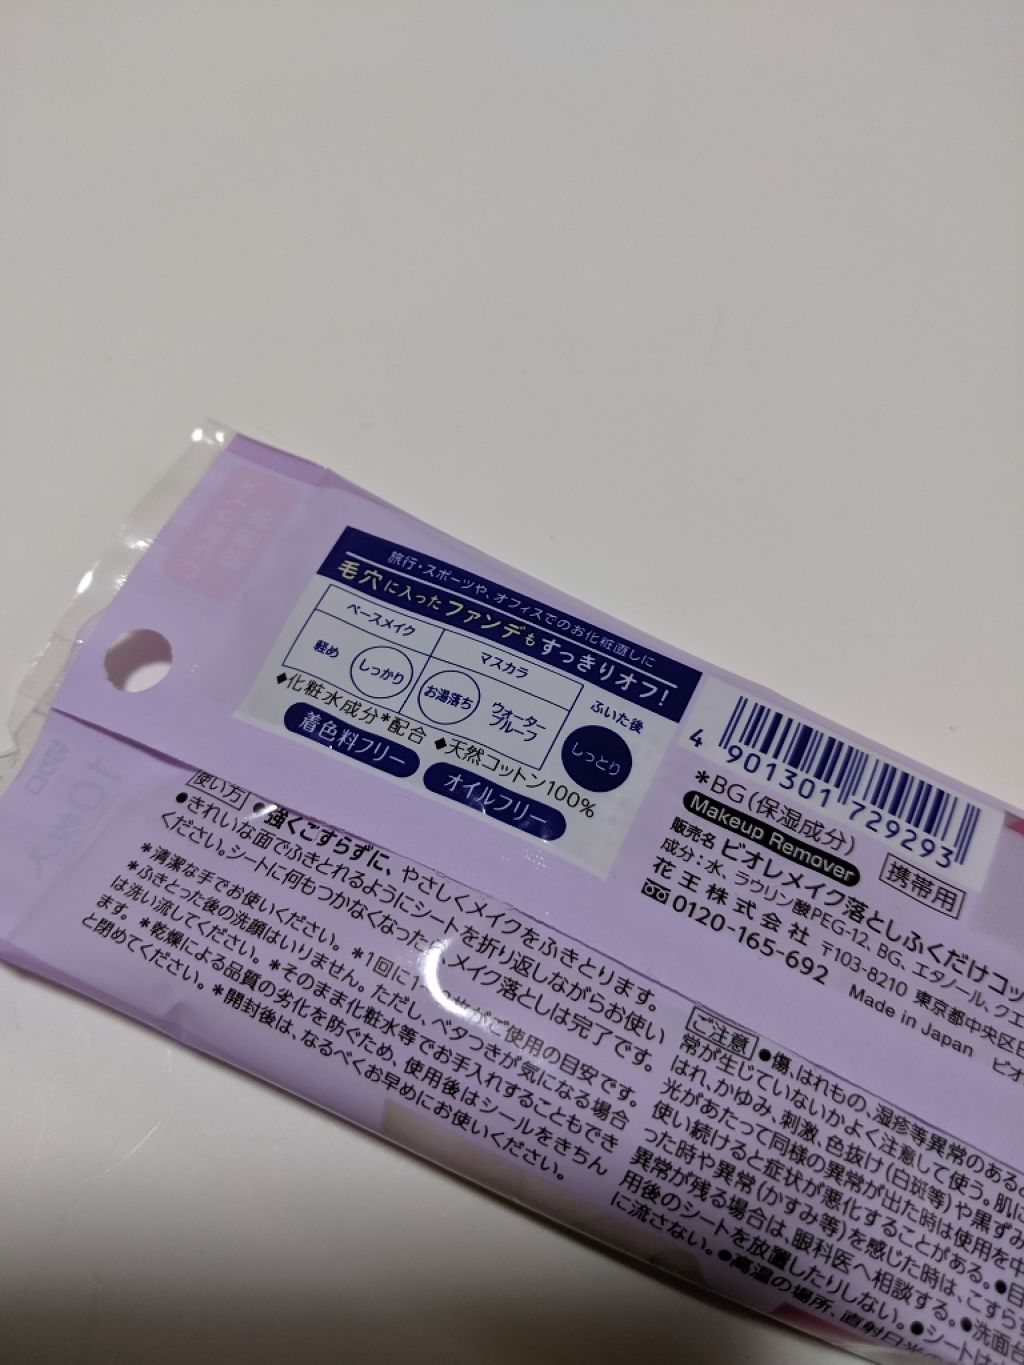 旅行・スポーツや、オフィスでのお化粧直しに
毛穴に入ったファンデもすっきりオフ!
ベースメイク
マスカラ
軽め
しっかり
お湯落ち
ウォーター
プルーフ
ふいた後
しっとり
◆化粧水成分*配合 ◆天然コットン100%
着色料フリー
オイルフリー
4 901301 729293
*BG(保湿成分)
Makeup Remover
携帯用
販売名 ビオレメイク落としふくだけコッ
成分:水、ラウリン酸PEG-12、BG、エタノール、クエ
花王株式会社 〒103-8210 東京都中央区日
0120-165-692
Made in Japan ビオ
使い方 ●強くこすらずに、やさしくメイクをふきとります。
●きれいな面でふきとれるようにシートを折り返しながらお使い
ください。シートに何もつかなくなった、メイク落としは完了です。
*清潔な手でお使いください。 *1回に1 がご使用の目安です。
*ふきとった後の洗顔はいりません。ただし、ベタつきが気になる場合
は洗い流してください。 *そのまま化粧水等でお手入れすることもでき
ます。 *乾燥による品質の劣化を防ぐため、使用後はシールをきちん
と閉めてください。 *開封後は、なるべくお早めにお使いください。
ご注意 ●傷、はれもの、湿疹等異常のある
常が生じていないかよく注意して使う。肌に
はれ、かゆみ、刺激、色抜け(白斑等)や黒ずみ
光があたって同様の異常が出た時は使用を中
使い続けると症状が悪化することがある。●目
った時や異常(かすみ等)を感じた時は、こすらず
異常が残る場合は、眼科医へ相談する。●洗面台
用後のシートを放置したりしない。●シートは
に流さない。●高温の場所、直射日光